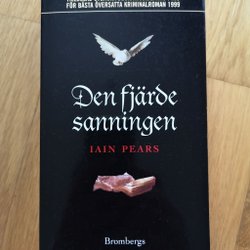 FÖR BÄSTA ÖVERSATTA KRIMINALROMAN 1999
Den fjärde
sanningen
IAIN PEARS
Brombergs